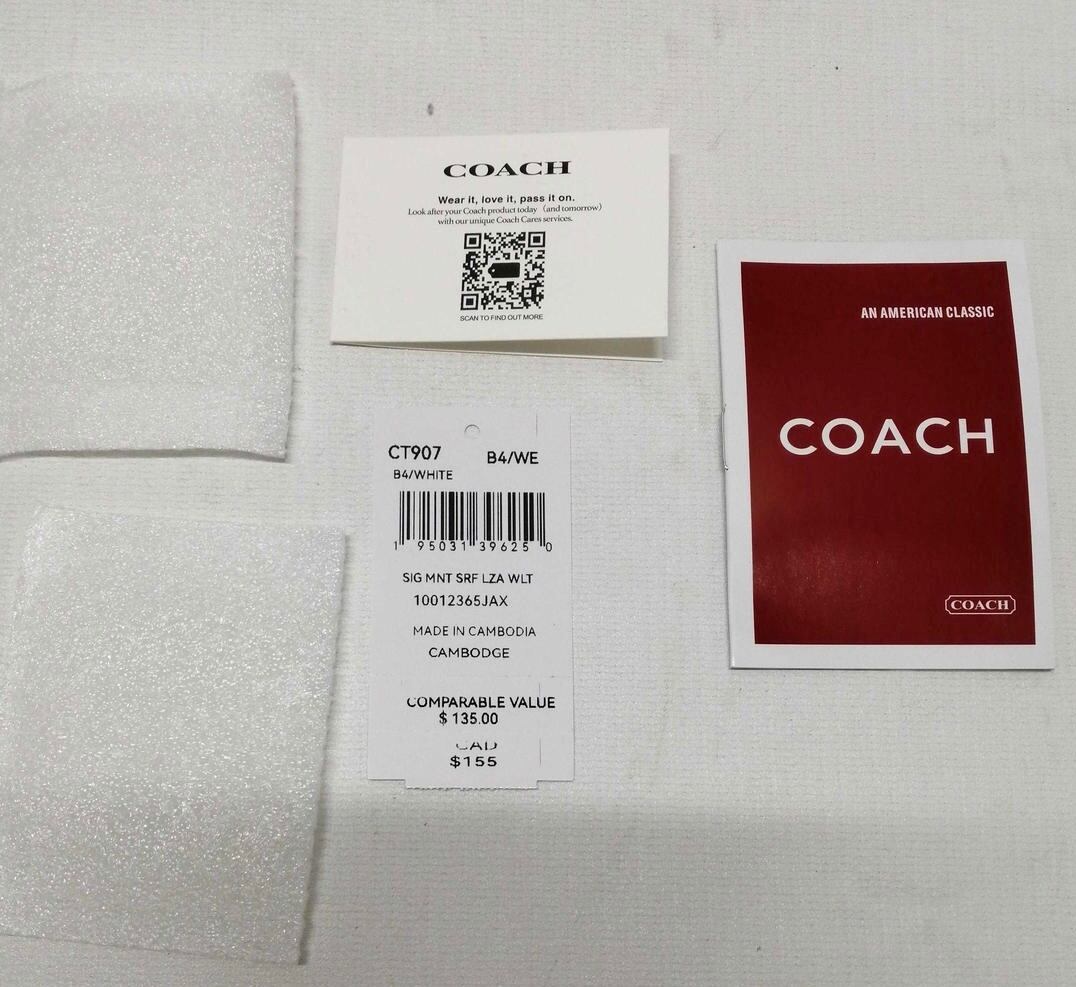 COACH
Wear it, love it, pass it on.
Look after your Coach product today (and tomorrow)
with our unique Coach Cares services.
SCAN TO FIND OUT MORE
AN AMERICAN CLASSIC
COACH
COACH
CT907 B4/WE
B4/WHITE
1 95031 39625 0
SIG MNT SRF LZA WLT
10012365JAX
MADE IN CAMBODIA
CAMBODGE
COMPARABLE VALUE
$ 135.00
CAD
$155